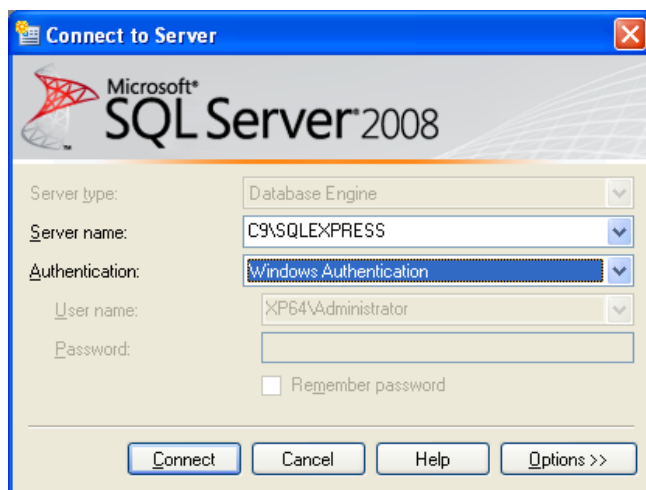 Connect to Server
Microsoft®
SQL Server® 2008
Server type: Database Engine
Server name: C9\SQLEXPRESS
Authentication: Windows Authentication
User name: XP64\Administrator
Password:
Remember password
Connect Cancel Help Options >>